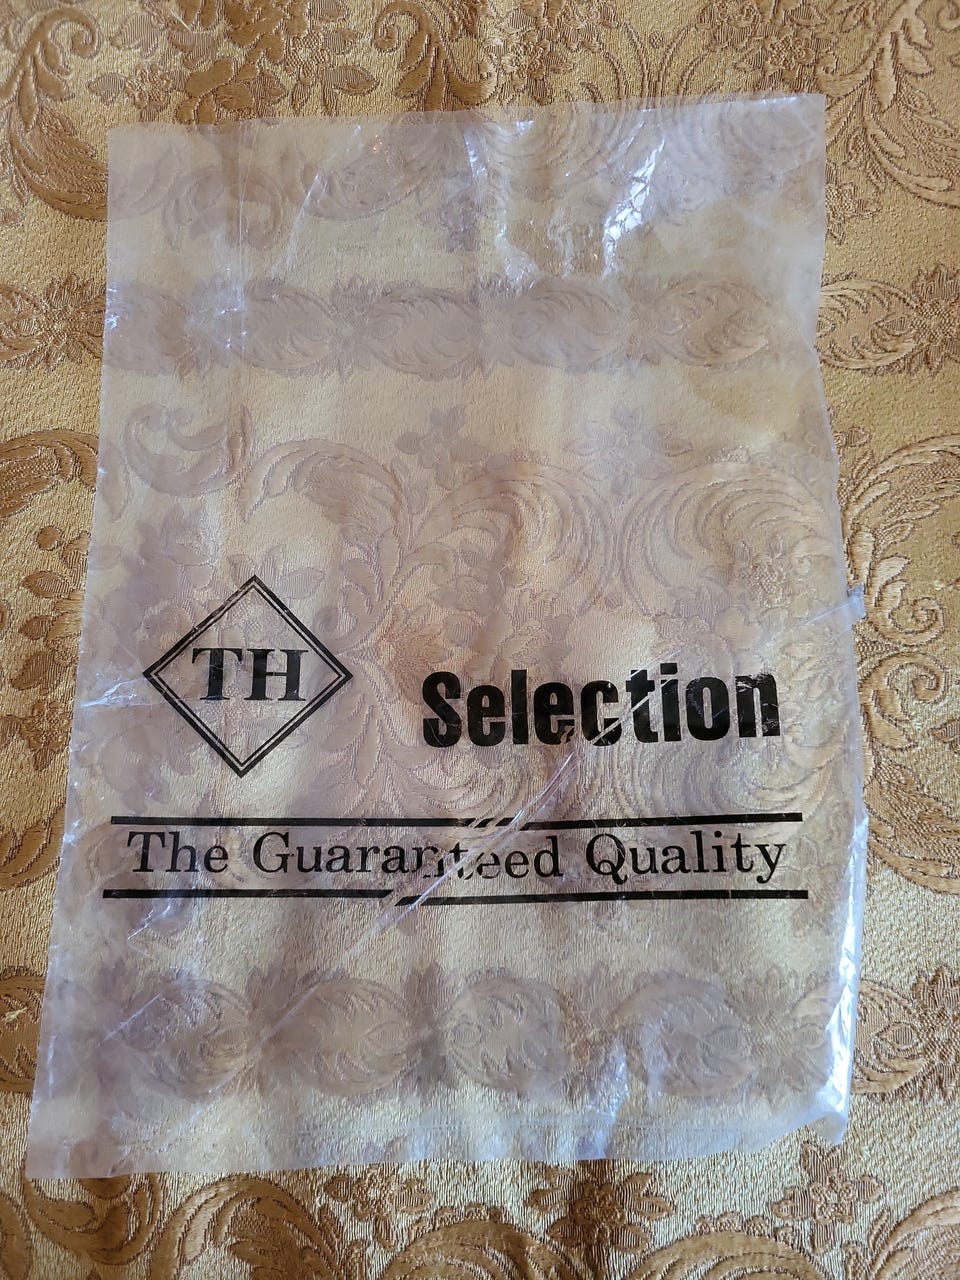 TH
Selection
The Guaranteed Quality